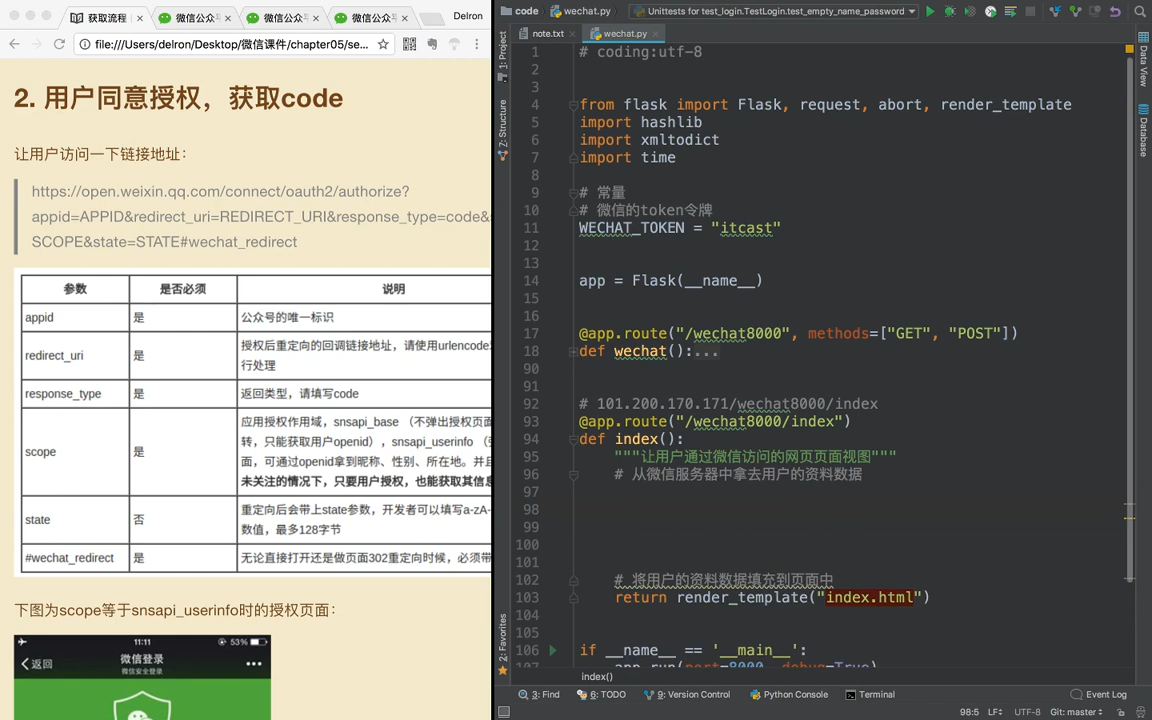 获取流程 ×
微信公众 ×
微信公众 ×
微信公众 ×
Delron
file:///Users/delron/Desktop/微信课件/chapter05/se...
2. 用户同意授权，获取code
让用户访问一下链接地址：
https://open.weixin.qq.com/connect/oauth2/authorize?
appid=APPID&redirect_uri=REDIRECT_URI&response_type=code&s
SCOPE&state=STATE#wechat_redirect
参数 是否必须 说明
appid 是 公众号的唯一标识
redirect_uri 是 授权后重定向的回调链接地址，请使用urlencode
行处理
response_type 是 返回类型，请填写code
scope 是 应用授权作用域，snsapi_base （不弹出授权页面
转，只能获取用户openid），snsapi_userinfo （
面，可通过openid拿到昵称、性别、所在地。并且
未关注的情况下，只要用户授权，也能获取其信息
state 否 重定向后会带上state参数，开发者可以填写a-zA-
数值，最多128字节
#wechat_redirect 是 无论直接打开还是做页面302重定向时候，必须带
下图为scope等于snsapi_userinfo时的授权页面：
11:11
53%
返回
微信登录
微信安全登录
•••
code
wechat.py
Unittests for test_login.TestLogin.test_empty_name_password
note.txt ×
wechat.py ×
1: Project
7: Structure
2: Favorites
Data View
Database
1 # coding:utf-8
2
3
4 from flask import Flask, request, abort, render_template
5 import hashlib
6 import xmltodict
7 import time
8
9 # 常量
10 # 微信的token令牌
11 WECHAT_TOKEN = "itcast"
12
13
14 app = Flask(__name__)
15
16
17 @app.route("/wechat8000", methods=["GET", "POST"])
18 def wechat():...
90
91
92 # 101.200.170.171/wechat8000/index
93 @app.route("/wechat8000/index")
94 def index():
95 """让用户通过微信访问的网页页面视图"""
96 # 从微信服务器中拿去用户的资料数据
97
98
99
100
101
102 # 将用户的资料数据填充到页面中
103 return render_template("index.html")
104
105
106 if __name__ == '__main__':
107 app.run(port=8000, debug=True)
index()
3: Find
6: TODO
9: Version Control
Python Console
Terminal
Event Log
98:5
LF
UTF-8
Git: master